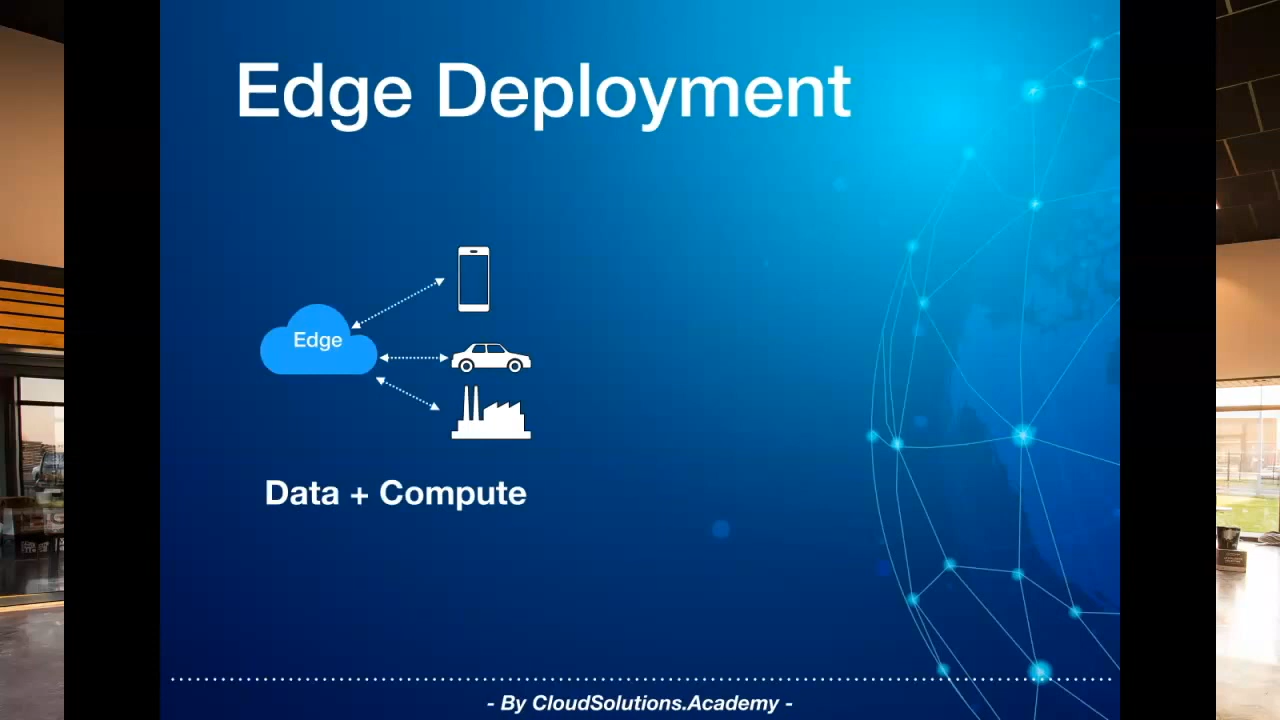 Edge Deployment
Edge
Data + Compute
- By CloudSolutions.Academy -